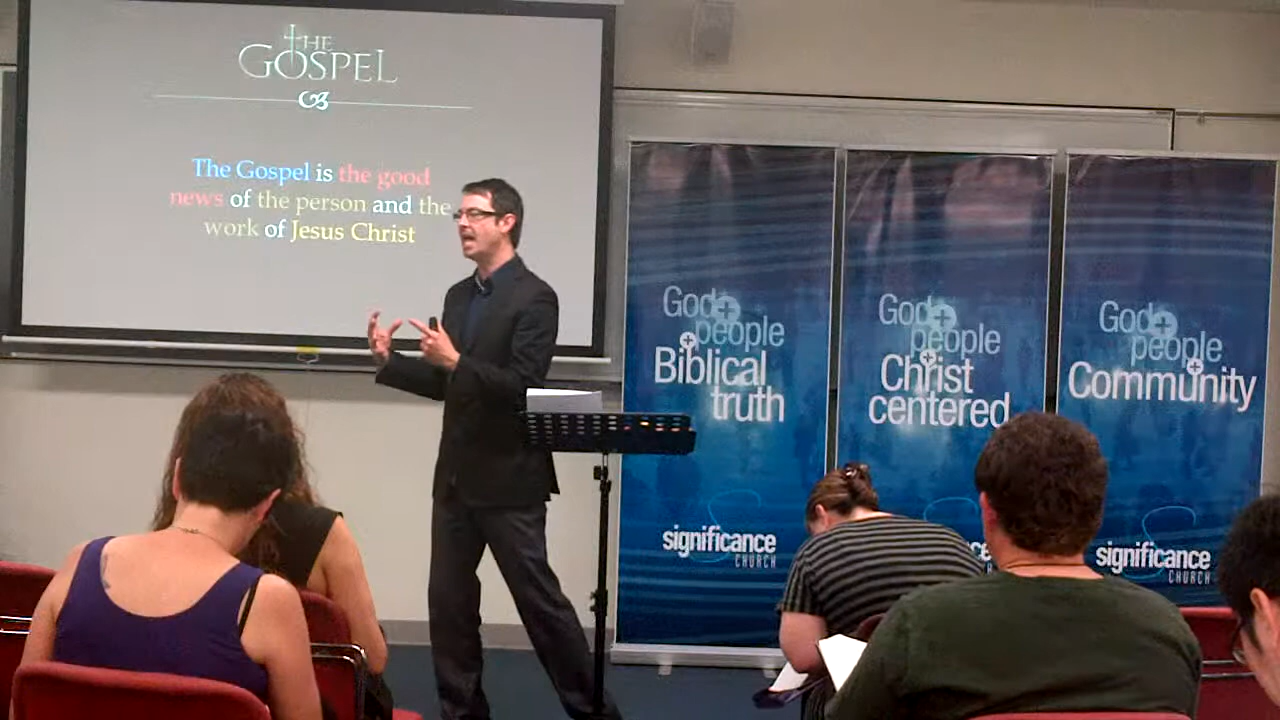 THE
GOSPEL
The Gospel is the good
news of the person and the
work of Jesus Christ
God
people
Biblical
truth
significance
CHURCH
God
people
Christ
centered
God
people
Community
significance
CHURCH